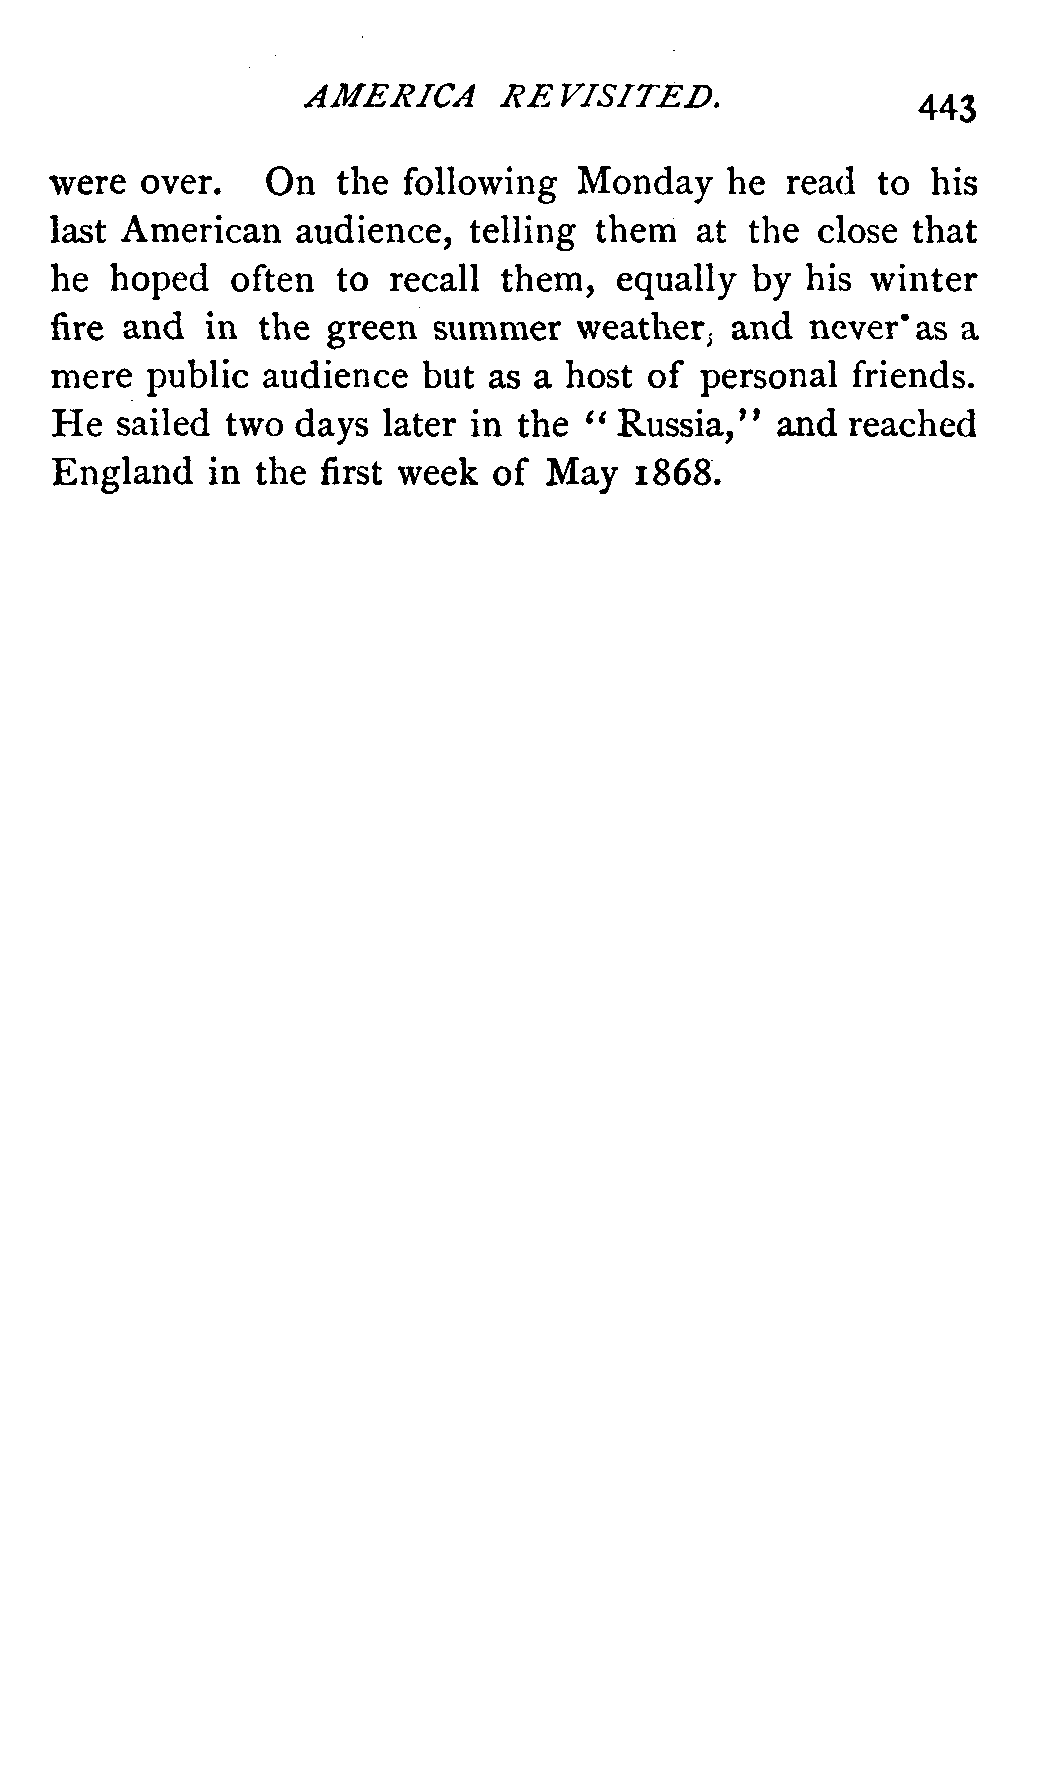 AMERICA REVISITED. 443
were over. On the following Monday he read to his
last American audience, telling them at the close that
he hoped often to recall them, equally by his winter
fire and in the green summer weather, and never as a
mere public audience but as a host of personal friends.
He sailed two days later in the “Russia,” and reached
England in the first week of May 1868.